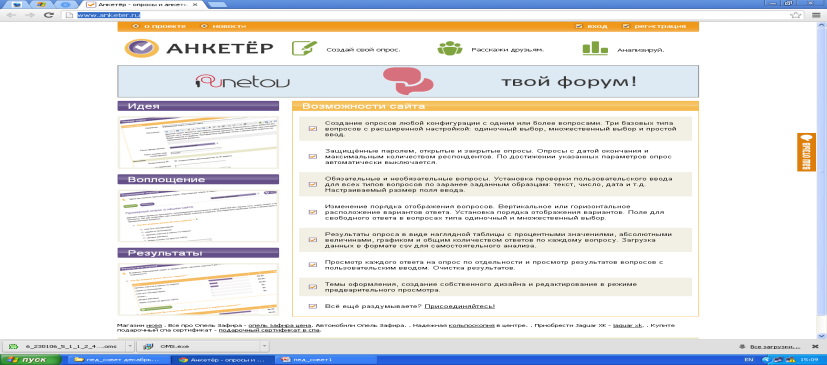 Анкетёр - опросы и анкеты
www.anketer.ru
о проекте новости вход регистрация
АНКЕТЁР Создай свой опрос. Расскажи друзьям. Анализируй.
unetov твой форум!
Идея
Возможности сайта
Создание опросов любой конфигурации с одним или более вопросами. Три базовых типа
вопросов с расширенной настройкой: одиночный выбор, множественный выбор и простой
ввод.
Защищённые паролем, открытые и закрытые опросы. Опросы с датой окончания и
максимальным количеством респондентов. По достижении указанных параметров опрос
автоматически выключается.
Воплощение
Обязательные и необязательные вопросы. Установка проверки пользовательского ввода
для всех типов вопросов по заранее заданным образцам: текст, число, дата и т.д.
Настраиваемый размер поля ввода.
Изменение порядка отображения вопросов. Вертикальное или горизонтальное
расположение вариантов ответа. Установка порядка отображения вариантов. Поле для
свободного ответа в вопросах типа одиночный и множественный выбор.
Результаты
Результаты опроса в виде наглядной таблицы с процентными значениями, абсолютными
величинами, графиком и общим количеством ответов по каждому вопросу. Загрузка
данных в формате csv для самостоятельного анализа.
Просмотр каждого ответа на опрос по отдельности и просмотр результатов вопросов с
пользовательским вводом. Очистка результатов.
Темы оформления, создание собственного дизайна и редактирование в режиме
предварительного просмотра.
Всё ещё раздумываете? Присоединяйтесь!
Магазин икеа . Все про Опель Зафира - опель зафира цена. Автомобили Опель Зафира. . Надежная кольпоскопия в центре. . Приобрести Jaguar XK - jaguar xk. . Купите
подарочный спа сертификат - подарочный сертификат в спа.
6_230106_5_1_1_2_4....oms OMS.exe Все загрузки...
пуск пед_совет декабрь... Анкетёр - опросы и ... пед_совет1 EN 15:09